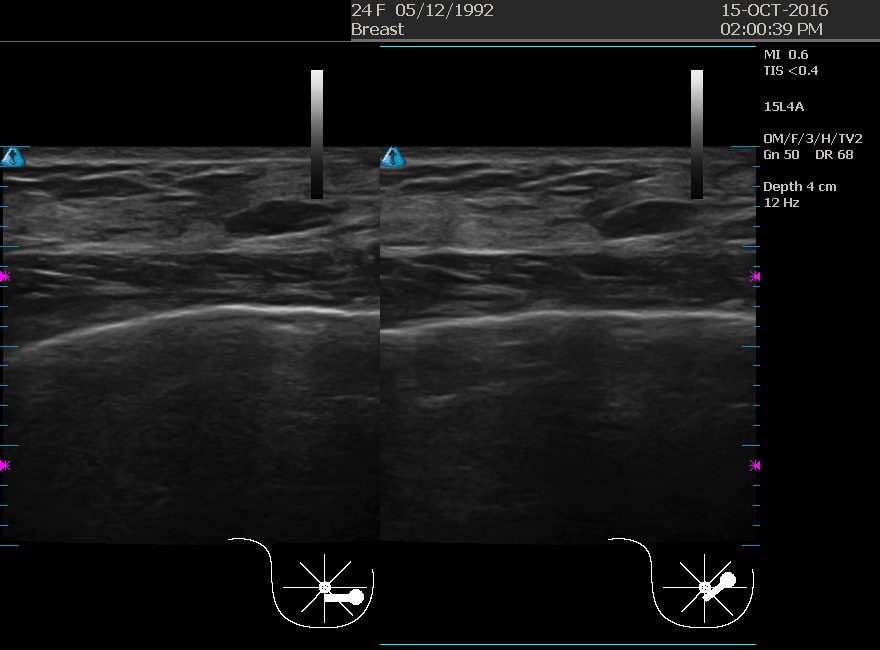 24 F 05/12/1992
15-OCT-2016
Breast
02:00:39 PM
MI 0.6
TIS <0.4
15L4A
OM/F/3/H/TV2
Gn 50 DR 68
Depth 4 cm
12 Hz